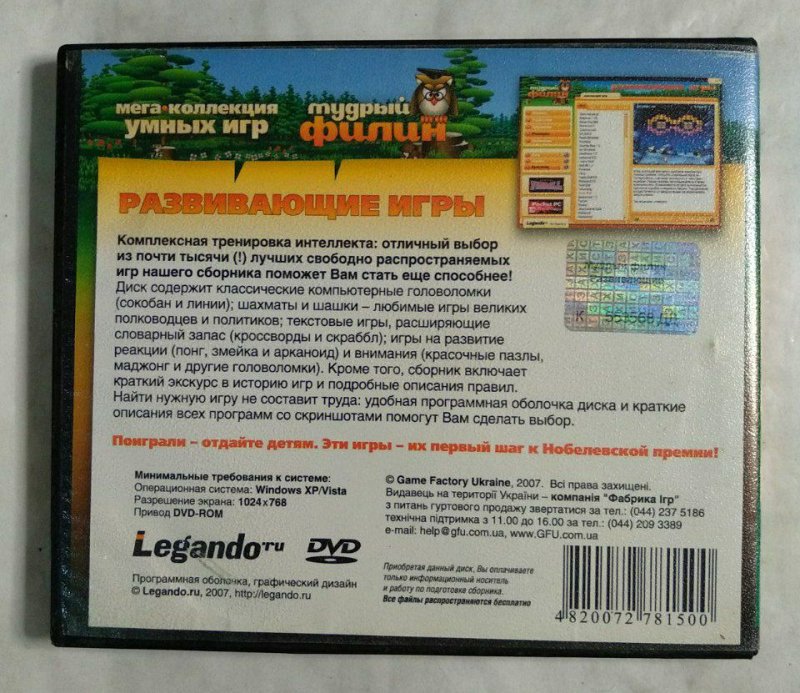 мега•коллекция
умных игр
мудрый
филин
Развивающие игры
Комплексная тренировка интеллекта: отличный выбор
из почти тысячи (!) лучших свободно распространяемых
игр нашего сборника поможет Вам стать еще способнее!
Диск содержит классические компьютерные головоломки
(сокобан и линии); шахматы и шашки – любимые игры великих
полководцев и политиков; текстовые игры, расширяющие
словарный запас (кроссворды и скраббл); игры на развитие
реакции (понг, змейка и арканоид) и внимания (красочные пазлы,
маджонг и другие головоломки). Кроме того, сборник включает
краткий экскурс в историю игр и подробные описания правил.
Найти нужную игру не составит труда: удобная программная оболочка диска и краткие
описания всех программ со скриншотами помогут Вам сделать выбор.
Поиграли – отдайте детям. Эти игры – их первый шаг к Нобелевской премии!
Минимальные требования к системе:
Операционная система: Windows XP/Vista
Разрешение экрана: 1024x768
Привод DVD-ROM
Legando.ru
DVD
Программная оболочка, графический дизайн
© Legando.ru, 2007, http://legando.ru
© Game Factory Ukraine, 2007. Всі права захищені.
Видавець на території України – компанія "Фабрика Ігр"
з питань гуртового продажу звертатися за тел.: (044) 237 5186
технічна підтримка з 11.00 до 16.00 за тел.: (044) 209 3389
e-mail: help@gfu.com.ua, www.GFU.com.ua
Приобретая данный диск, Вы оплачиваете
только информационный носитель
и работу по подготовке сборника.
Все файлы распространяются бесплатно
4 820072 781500